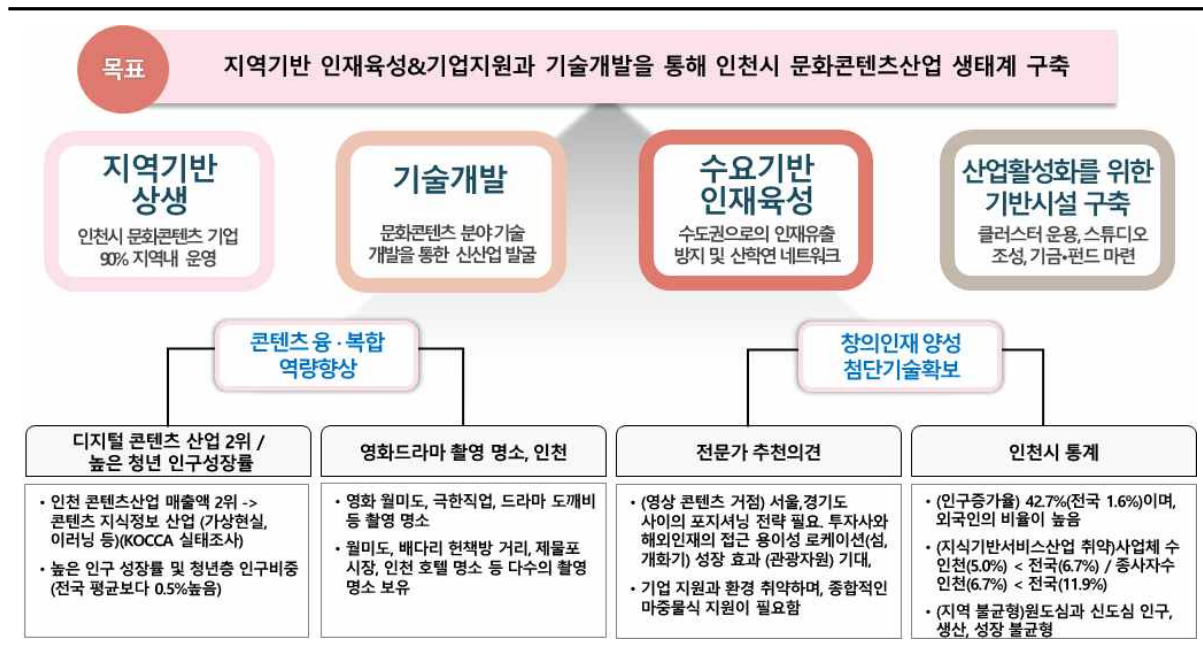 목표
지역기반 인재육성&기업지원과 기술개발을 통해 인천시 문화콘텐츠산업 생태계 구축
지역기반
상생
인천시 문화콘텐츠 기업
90% 지역내 운영
기술개발
문화콘텐츠 분야 기술
개발을 통한 신산업 발굴
수요기반
인재육성
수도권으로의 인재유출
방지 및 산학연 네트워크
산업활성화를 위한
기반시설 구축
클러스터 운용, 스튜디오
조성, 기금•펀드 마련
콘텐츠 융·복합
역량향상
창의인재 양성
첨단기술확보
디지털 콘텐츠 산업 2위 /
높은 청년 인구성장률
• 인천 콘텐츠산업 매출액 2위 ->
콘텐츠 지식정보 산업 (가상현실,
이러닝 등)(KOCCA 실태조사)
• 높은 인구 성장률 및 청년층 인구비중
(전국 평균보다 0.5%높음)
영화드라마 촬영 명소, 인천
• 영화 월미도, 극한직업, 드라마 도깨비
등 촬영 명소
• 월미도, 배다리 헌책방 거리, 제물포
시장, 인천 호텔 명소 등 다수의 촬영
명소 보유
전문가 추천의견
• (영상 콘텐츠 거점) 서울,경기도
사이의 포지셔닝 전략 필요. 투자사와
해외인재의 접근 용이성 로케이션(섬,
개화기) 성장 효과 (관광자원) 기대,
• 기업 지원과 환경 취약하며, 종합적인
마중물식 지원이 필요함
인천시 통계
• (인구증가율) 42.7%(전국 1.6%)이며,
외국인의 비율이 높음
• (지식기반서비스산업 취약)사업체 수
인천(5.0%) < 전국(6.7%) / 종사자수
인천(6.7%) < 전국(11.9%)
• (지역 불균형)원도심과 신도심 인구,
생산, 성장 불균형